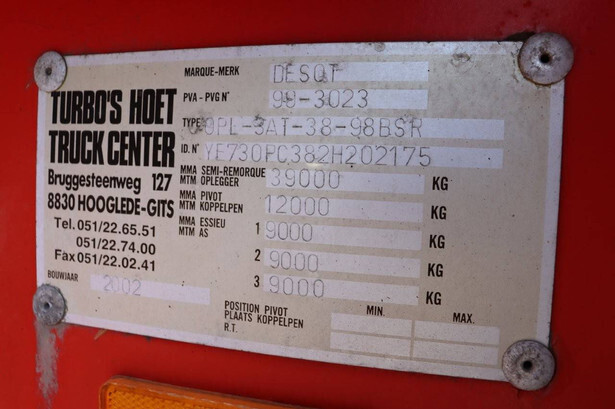 TURBO'S HOET
TRUCK CENTER
Bruggesteenweg 127
8830 HOOGLEDE-GITS
Tel. 051/22.65.51
051/22.74.00
Fax 051/22.02.41
BOUWJAAR 2002
MARQUE-MERK DESOT
PVA - PVG N° 99-3023
TYPE OPL-3AT-38-98BSR
ID. N° YE730PC382H202175
MMA SEMI-REMORQUE
MTM OPLEGGER 39000 KG
MMA PIVOT
MTM KOPPELPEN 12000 KG
MMA ESSIEU
MTM AS 1 9000 KG
2 9000 KG
3 9000 KG
POSITION PIVOT
PLAATS KOPPELPEN
R.T.
MIN. MAX.